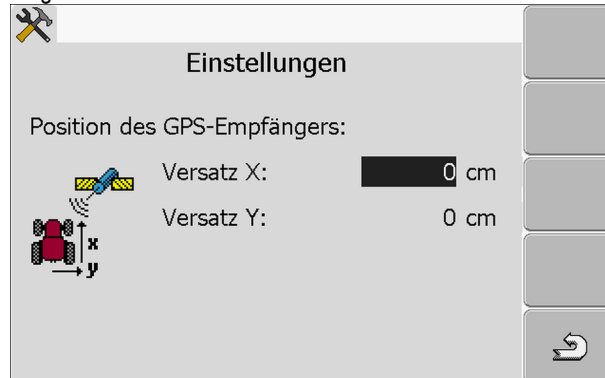 Einstellungen
Position des GPS-Empfängers:
Versatz X: 0 cm
Versatz Y: 0 cm
x
y